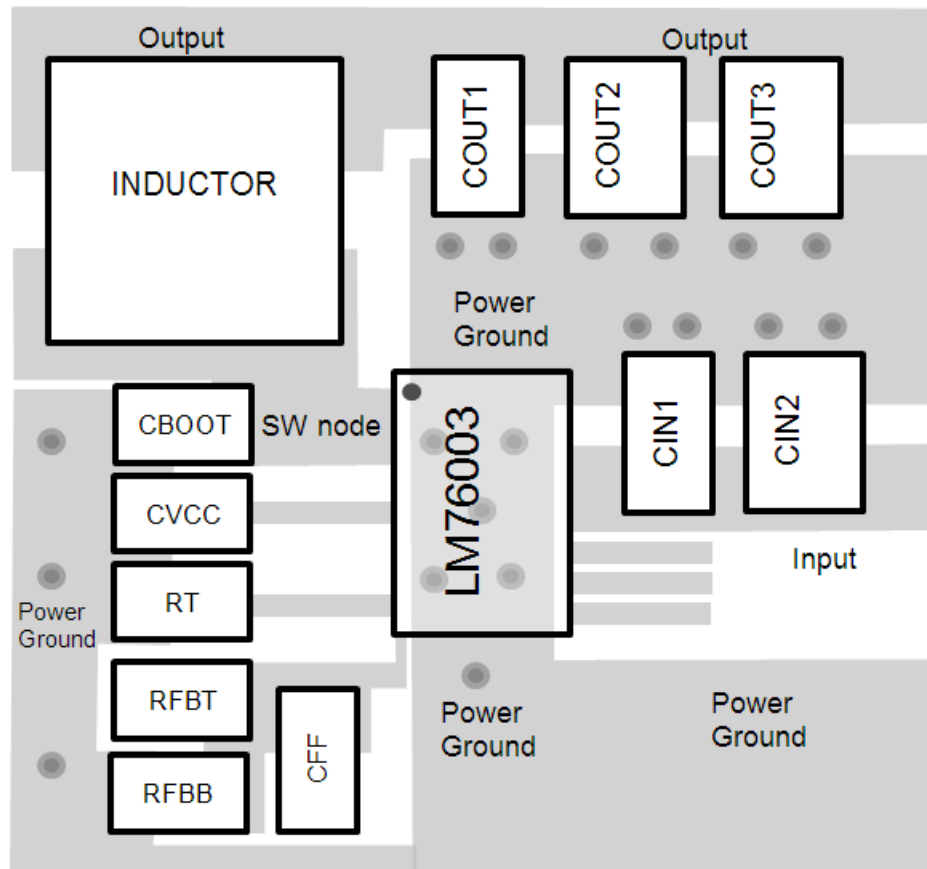 Output
Output
INDUCTOR
COUT1
COUT2
COUT3
Power
Ground
CBOOT
SW node
LM76003
CIN1
CIN2
CVCC
Input
RT
Power
Ground
RFBT
Power
Ground
Power
Ground
CFF
RFBB